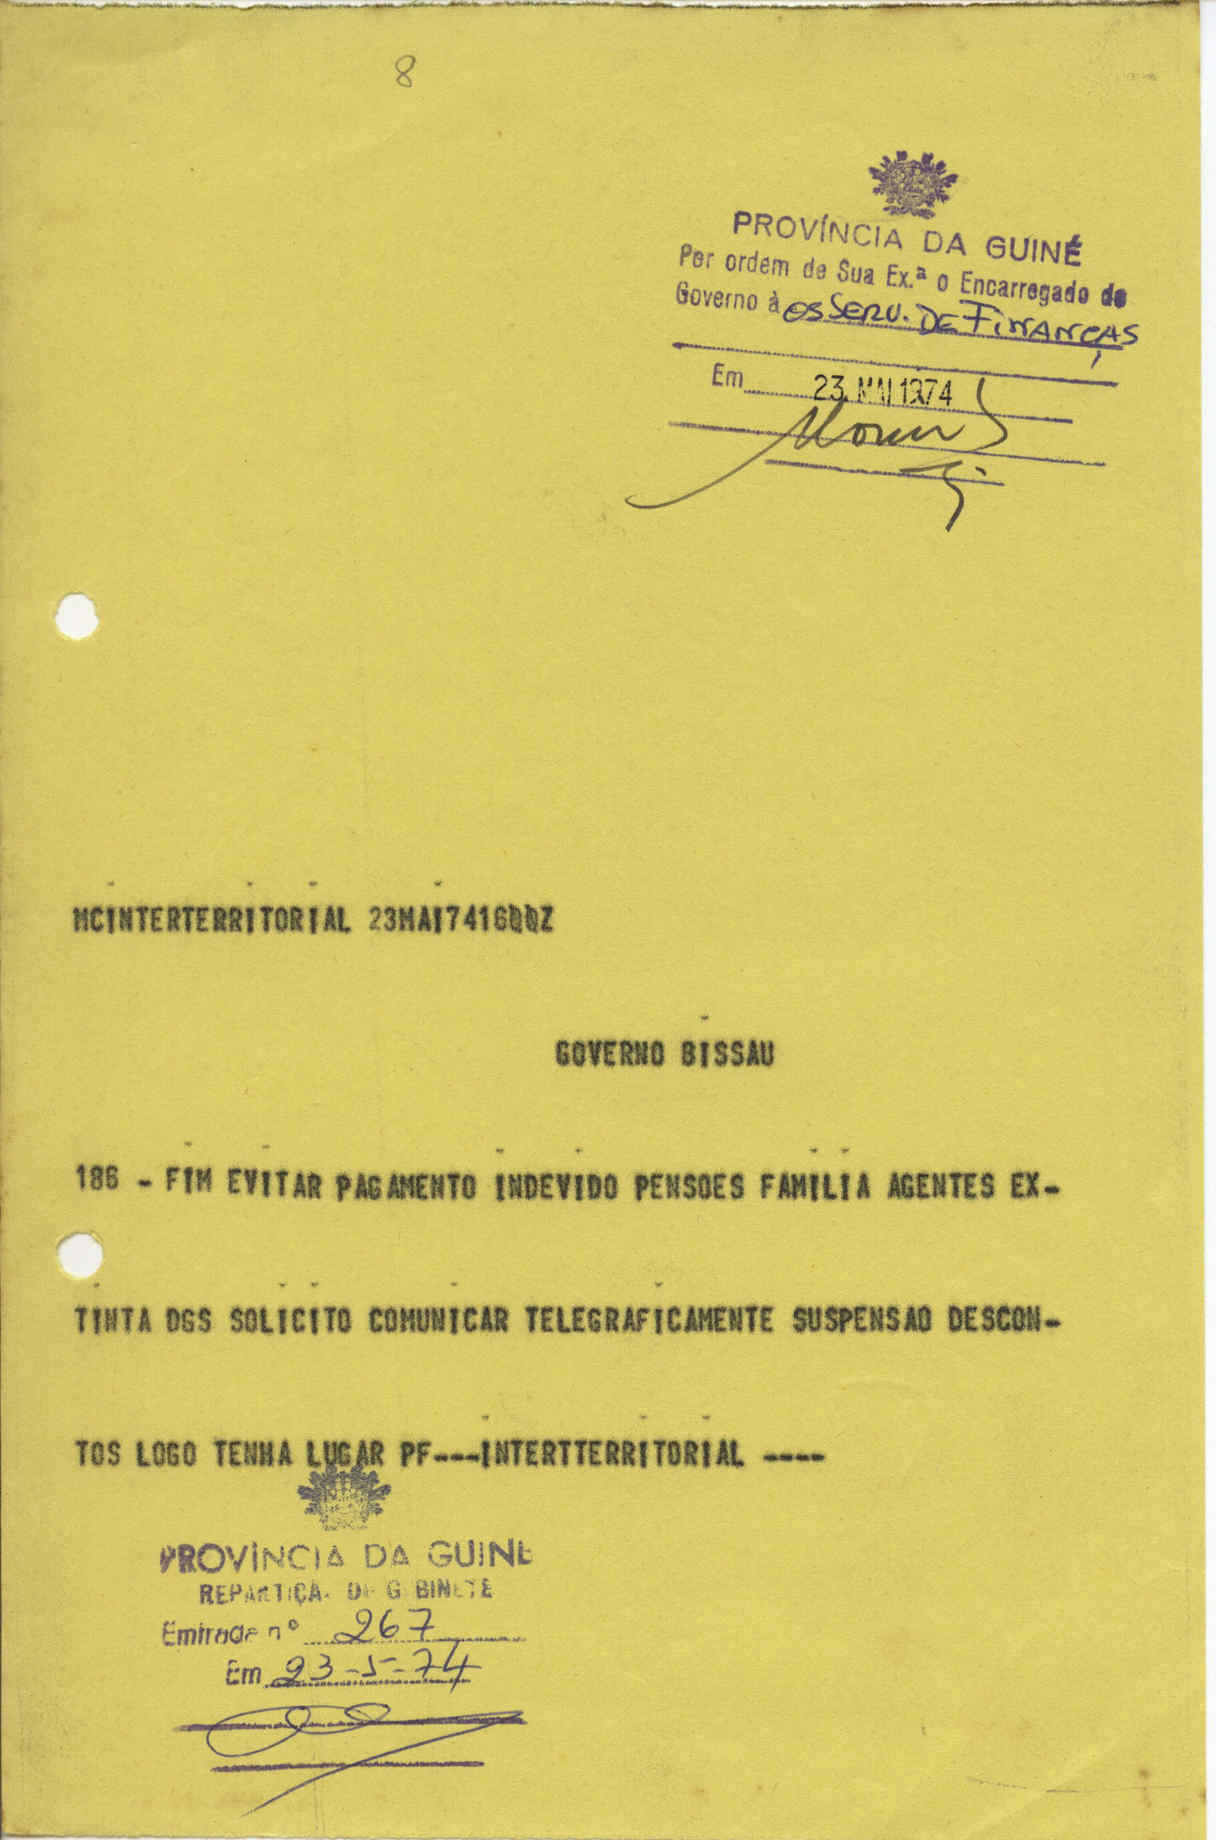 8
PROVÍNCIA DA GUINÉ
Por ordem de Sua Ex.ª o Encarregado do
Governo à os SERV. DE FINANÇAS
Em 23 MAI 1974
MCINTERTERRITORIAL 23MAI741600Z
GOVERNO BISSAU
186 - FIM EVITAR PAGAMENTO INDEVIDO PENSOES FAMILIA AGENTES EX-
TINTA DGS SOLICITO COMUNICAR TELEGRAFICAMENTE SUSPENSAO DESCON-
TOS LOGO TENHA LUGAR PF---INTERTTERRITORIAL ----
PROVÍNCIA DA GUINÉ
REPARTIÇÃO DE GABINETE
Entrada nº 267
Em 23-5-74